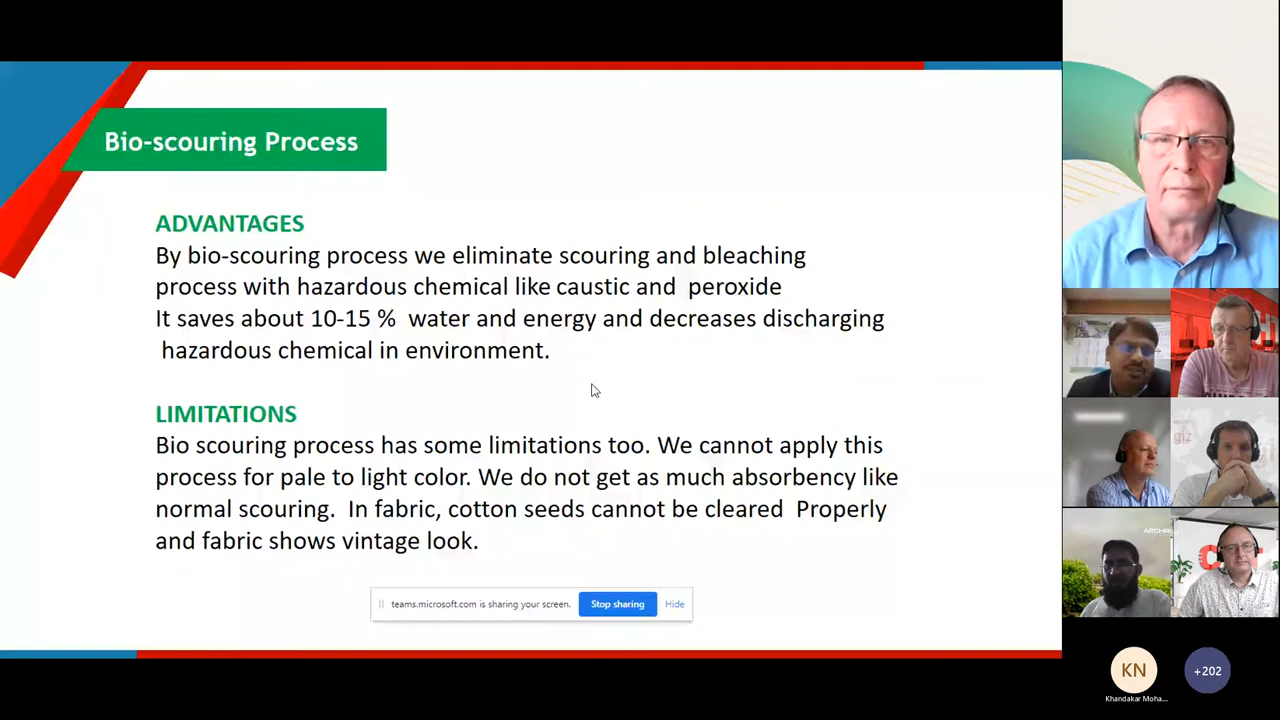 Bio-scouring Process
ADVANTAGES
By bio-scouring process we eliminate scouring and bleaching
process with hazardous chemical like caustic and peroxide
It saves about 10-15 % water and energy and decreases discharging
hazardous chemical in environment.
LIMITATIONS
Bio scouring process has some limitations too. We cannot apply this
process for pale to light color. We do not get as much absorbency like
normal scouring. In fabric, cotton seeds cannot be cleared Properly
and fabric shows vintage look.
teams.microsoft.com is sharing your screen. Stop sharing Hide
giz
KN
+202
Khandakar Moha...